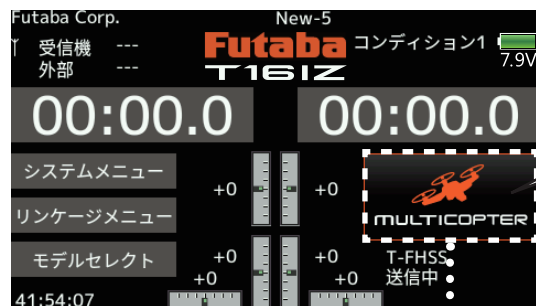 Futaba Corp.
New-5
受信機 ---
外部 ---
Futaba
T16IZ
コンディション1
7.9V
00:00.0
00:00.0
システムメニュー
リンケージメニュー
モデルセレクト
+0
+0
+0
+0
+0
+0
MULTICOPTER
T-FHSS
送信中
41:54:07